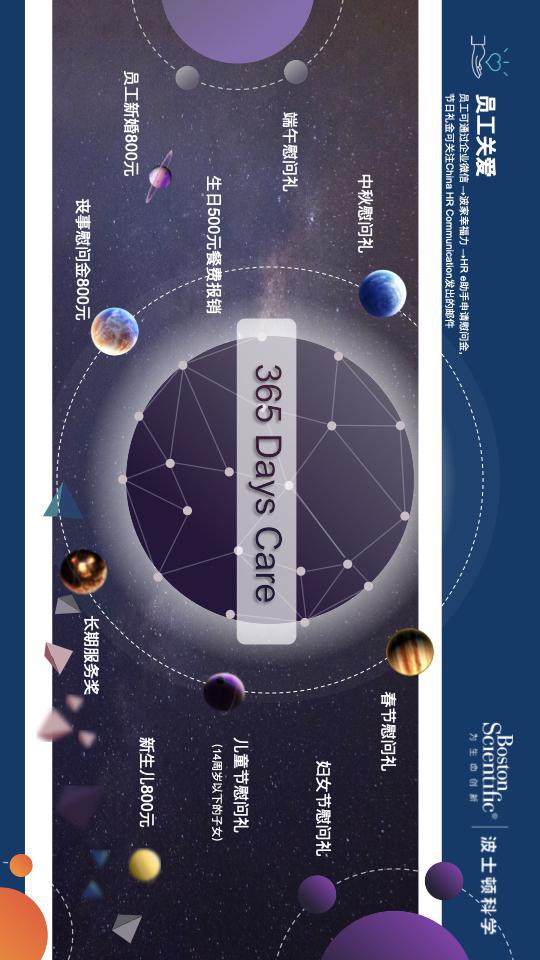 员工关爱
员工可通过企业微信 →波家幸福力 →HR e助手申请慰问金,
节日礼金可关注China HR Communication发出的邮件
Boston
Scientific®
为生命创新
波士顿科学
中秋慰问礼
春节慰问礼
端午慰问礼
妇女节慰问礼
365 Days Care
生日500元餐费报销
儿童节慰问礼
(14周岁以下的子女)
员工新婚800元
新生儿800元
丧事慰问金800元
长期服务奖